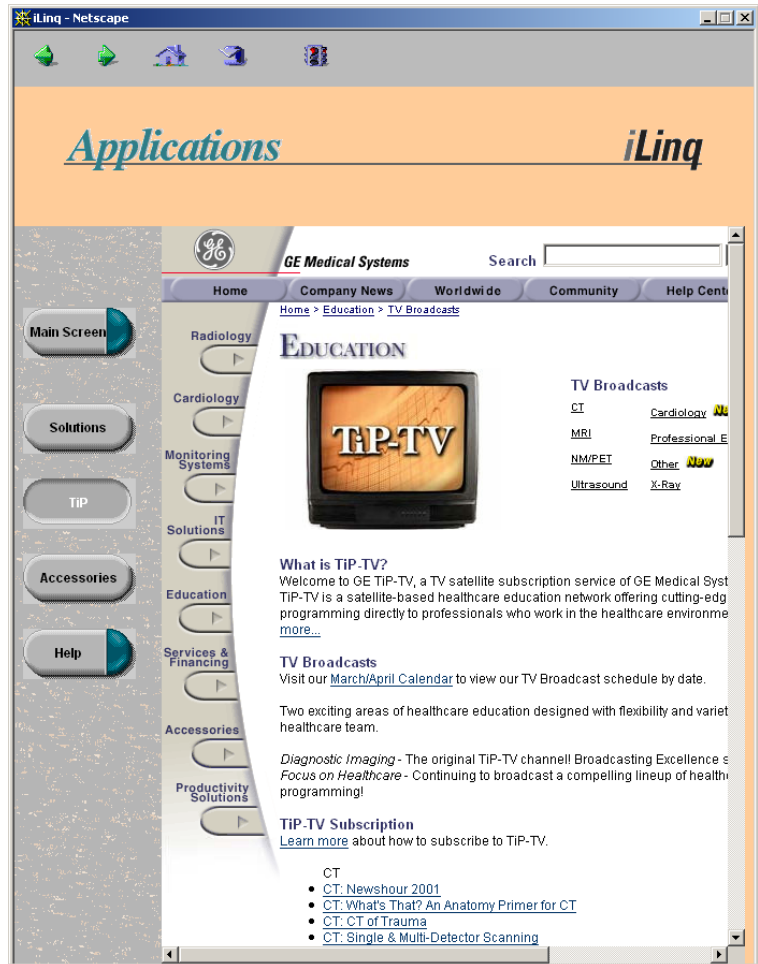 iLinq - Netscape
Applications
iLinq
GE
GE Medical Systems
Search
Home
Company News
Worldwide
Community
Help Cent
Home > Education > TV Broadcasts
Main Screen
Solutions
TiP
Accessories
Help
Radiology
Cardiology
Monitoring
Systems
IT
Solutions
Education
Services &
Financing
Accessories
Productivity
Solutions
EDUCATION
TiP-TV
TV Broadcasts
CT
Cardiology
MRI
Professional E
NM/PET
Other New
Ultrasound
X-Ray
What is TiP-TV?
Welcome to GE TiP-TV, a TV satellite subscription service of GE Medical Syst
TiP-TV is a satellite-based healthcare education network offering cutting-edg
programming directly to professionals who work in the healthcare environme
more...
TV Broadcasts
Visit our March/April Calendar to view our TV Broadcast schedule by date.
Two exciting areas of healthcare education designed with flexibility and variet
healthcare team.
Diagnostic Imaging - The original TiP-TV channel! Broadcasting Excellence s
Focus on Healthcare - Continuing to broadcast a compelling lineup of health
programming!
TiP-TV Subscription
Learn more about how to subscribe to TiP-TV.
CT
• CT: Newshour 2001
• CT: What's That? An Anatomy Primer for CT
• CT: CT of Trauma
• CT: Single & Multi-Detector Scanning